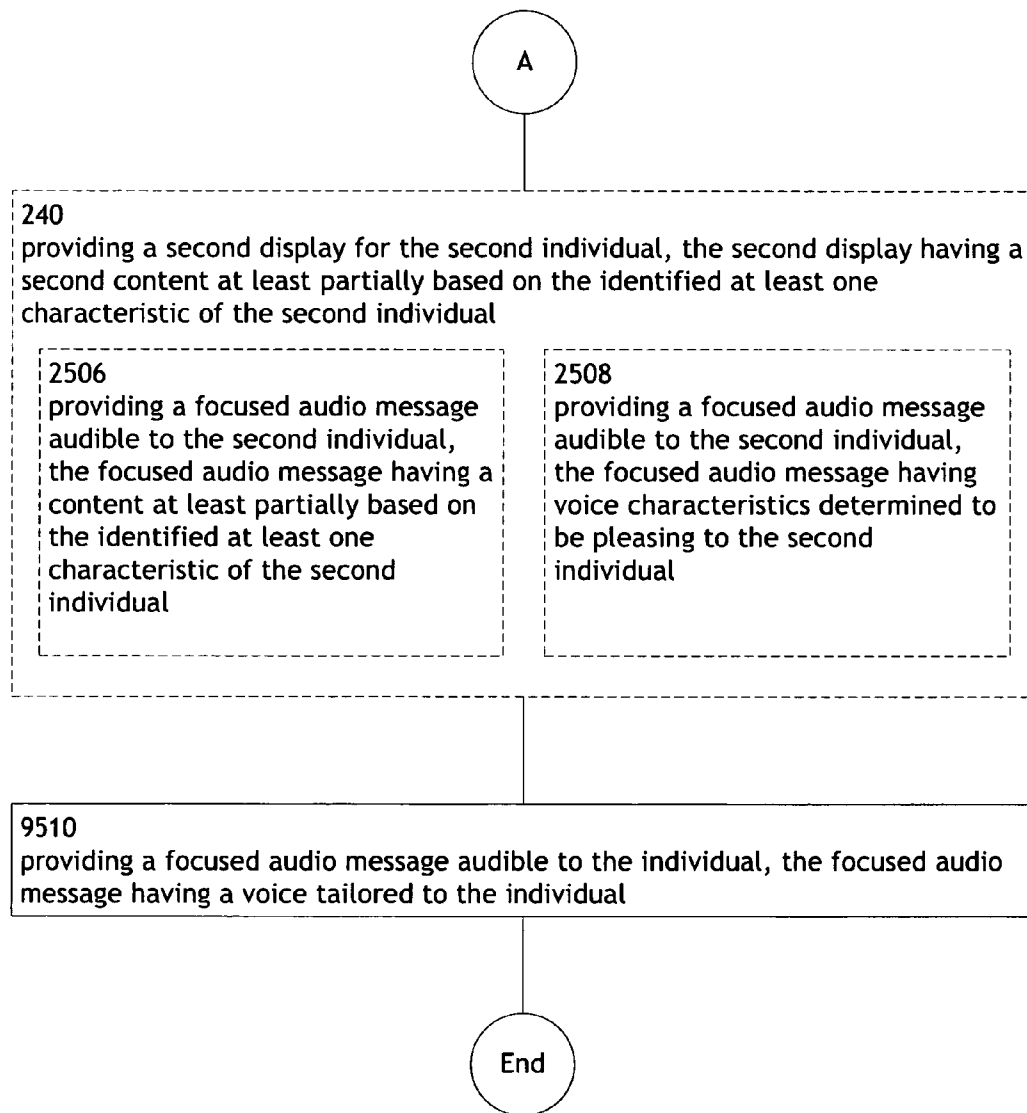 A
240
providing a second display for the second individual, the second display having a
second content at least partially based on the identified at least one
characteristic of the second individual
2506
providing a focused audio message
audible to the second individual,
the focused audio message having a
content at least partially based on
the identified at least one
characteristic of the second
individual
2508
providing a focused audio message
audible to the second individual,
the focused audio message having
voice characteristics determined to
be pleasing to the second
individual
9510
providing a focused audio message audible to the individual, the focused audio
message having a voice tailored to the individual
End